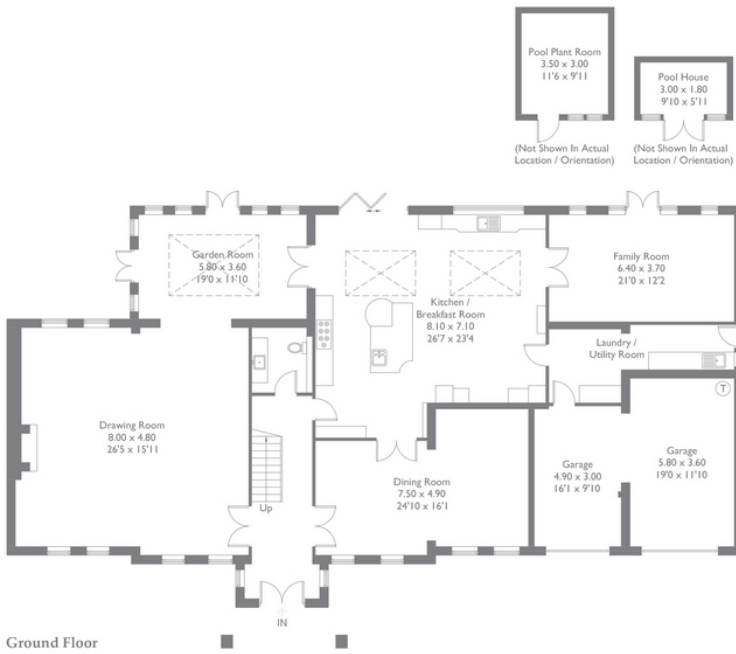 Pool Plant Room
3.50 x 3.00
11'6 x 9'11
(Not Shown In Actual
Location / Orientation)
Pool House
3.00 x 1.80
9'10 x 5'11
(Not Shown In Actual
Location / Orientation)
Garden Room
5.80 x 3.60
19'0 x 11'10
Kitchen /
Breakfast Room
8.10 x 7.10
26'7 x 23'4
Family Room
6.40 x 3.70
21'0 x 12'2
Laundry /
Utility Room
T
Drawing Room
8.00 x 4.80
26'5 x 15'11
Up
Dining Room
7.50 x 4.90
24'10 x 16'1
Garage
4.90 x 3.00
16'1 x 9'10
Garage
5.80 x 3.60
19'0 x 11'10
IN
Ground Floor